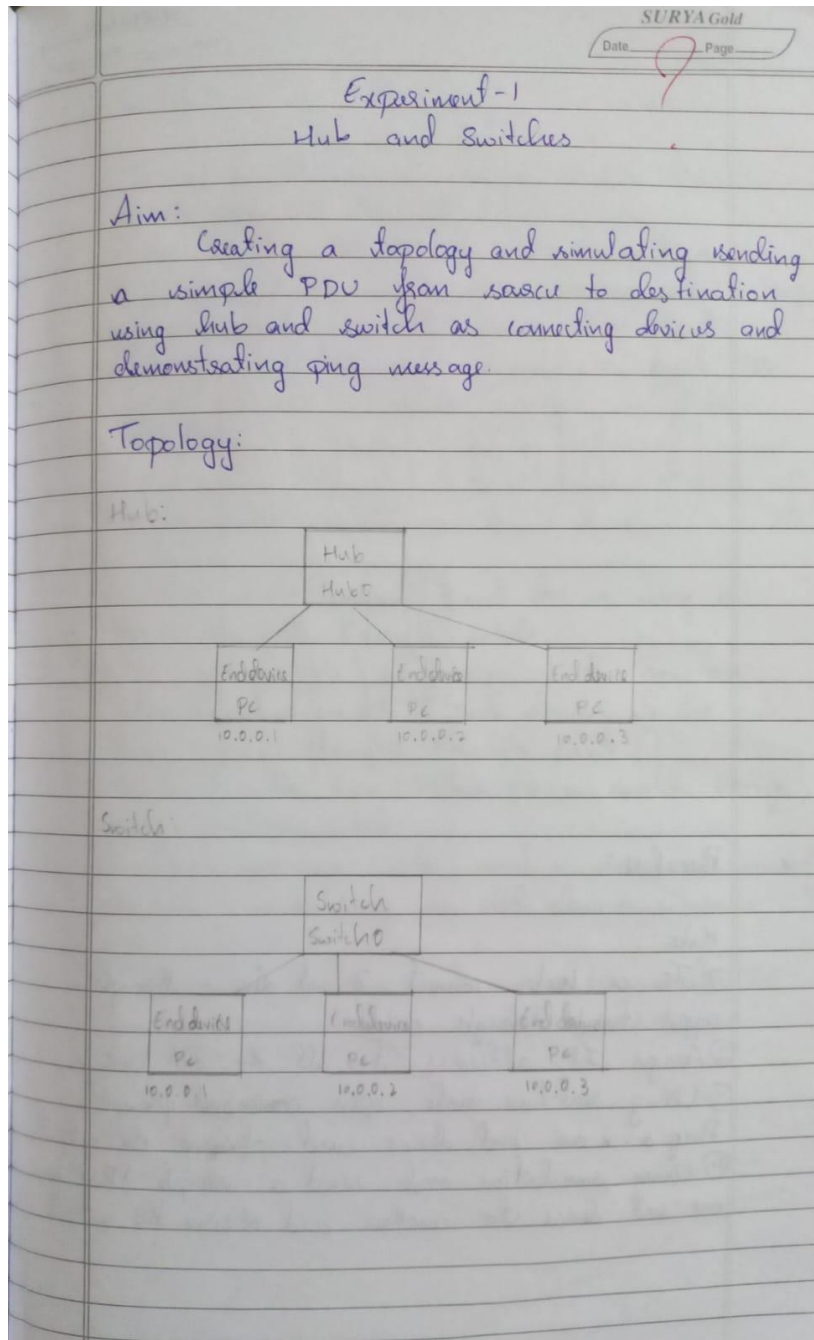 SURYA Gold
Date Page
Experiment-1
Hub and Switches
Aim:
Creating a topology and simulating sending
a simple PDU from source to destination
using hub and switch as connecting devices and
demonstrating ping message.
Topology:
Hub:
Hub
Hub0
End devices End device End device
PC PC PC
10.0.0.1 10.0.0.2 10.0.0.3
Switch:
Switch
Switch0
End devices End device End device
PC PC PC
10.0.0.1 10.0.0.2 10.0.0.3